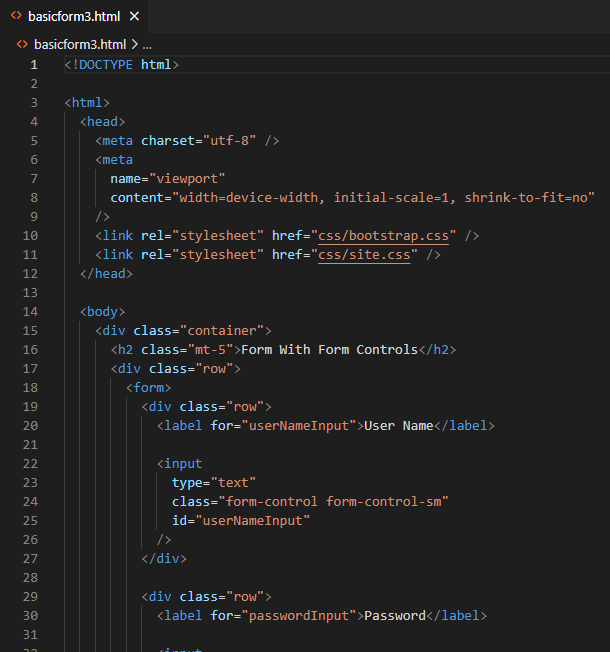 <> basicform3.html ×
<> basicform3.html > ...
1 <!DOCTYPE html>
2
3 <html>
4   <head>
5     <meta charset="utf-8" />
6     <meta
7       name="viewport"
8       content="width=device-width, initial-scale=1, shrink-to-fit=no"
9     />
10     <link rel="stylesheet" href="css/bootstrap.css" />
11     <link rel="stylesheet" href="css/site.css" />
12   </head>
13
14   <body>
15     <div class="container">
16       <h2 class="mt-5">Form With Form Controls</h2>
17       <div class="row">
18         <form>
19           <div class="row">
20             <label for="userNameInput">User Name</label>
21
22             <input
23               type="text"
24               class="form-control form-control-sm"
25               id="userNameInput"
26             />
27           </div>
28
29           <div class="row">
30             <label for="passwordInput">Password</label>
31
32             <input